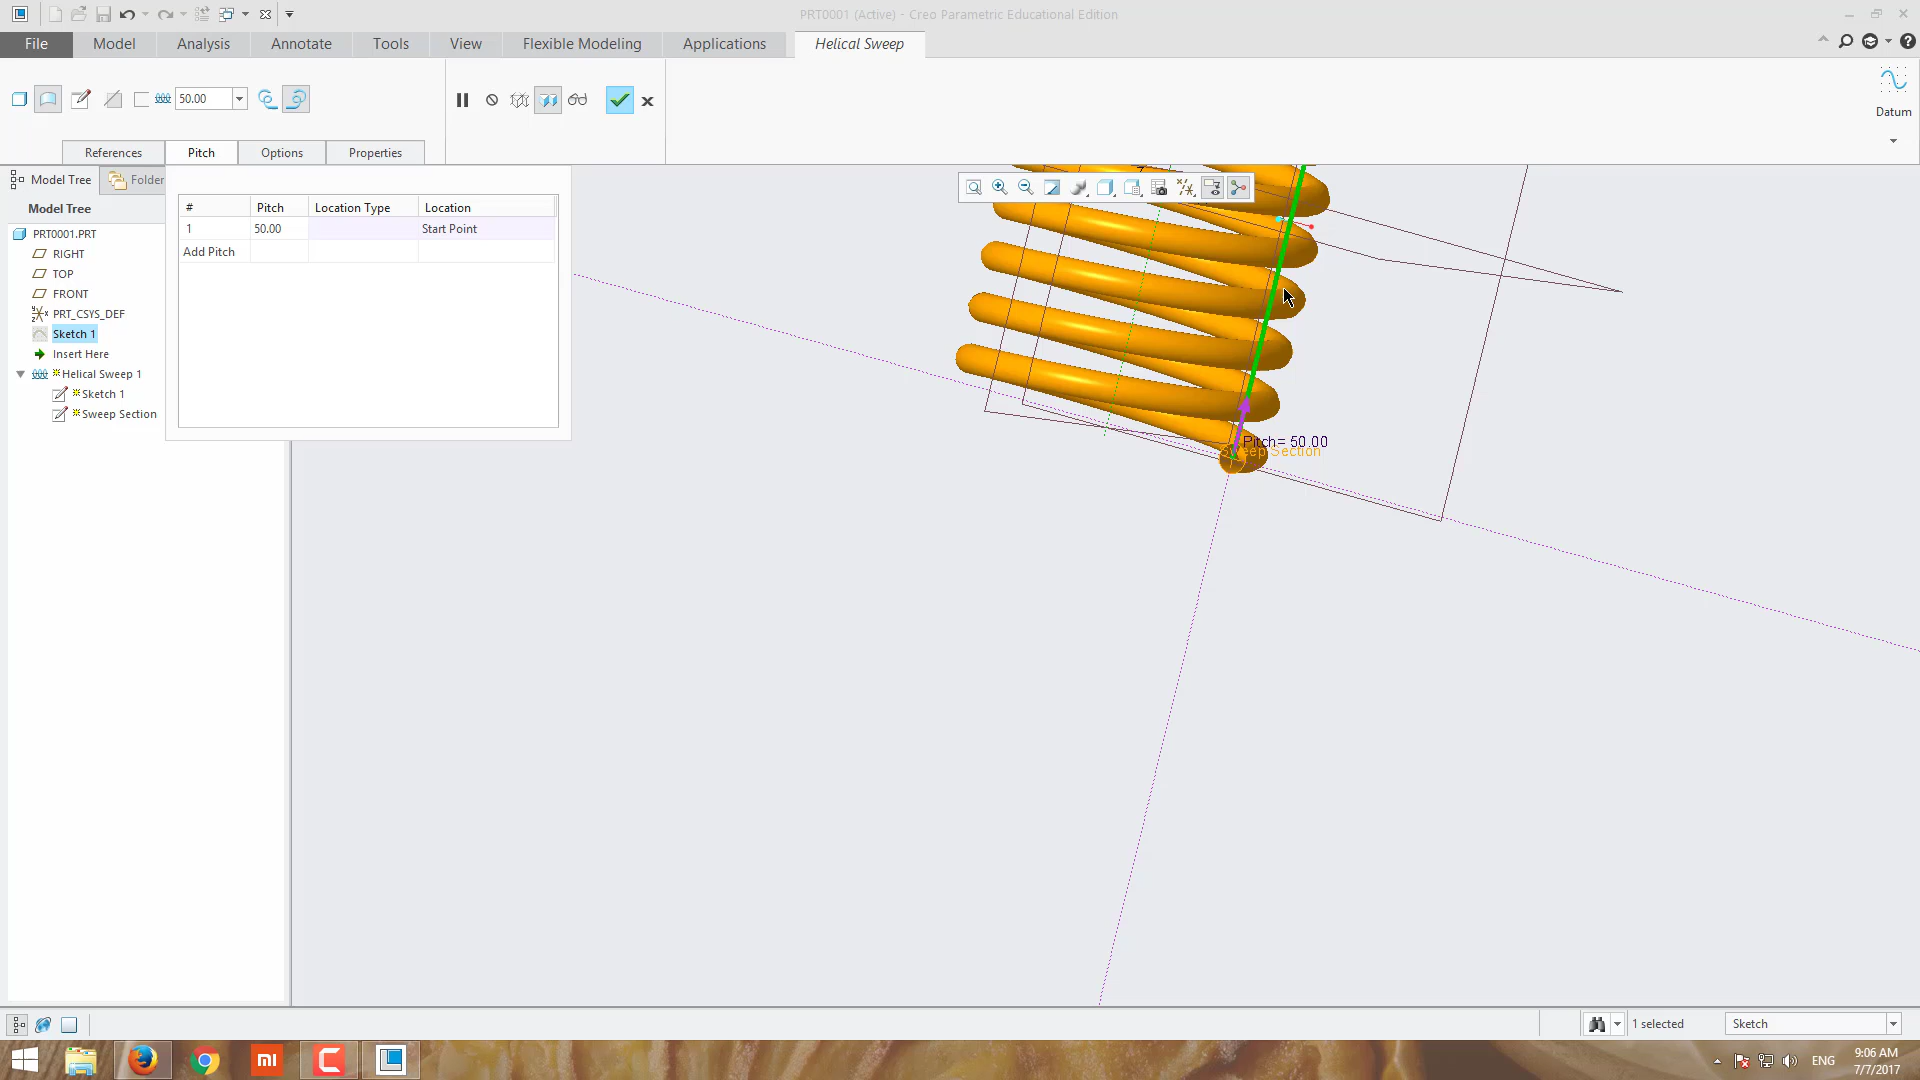 PRT0001 (Active) - Creo Parametric Educational Edition
File Model Analysis Annotate Tools View Flexible Modeling Applications Helical Sweep
50.00
Datum
References Pitch Options Properties
Model Tree Folder
Model Tree
PRT0001.PRT
RIGHT
TOP
FRONT
PRT_CSYS_DEF
Sketch 1
Insert Here
Helical Sweep 1
Sketch 1
Sweep Section
# Pitch Location Type Location
1 50.00 Start Point
Add Pitch
Pitch= 50.00
Sweep Section
1 selected Sketch
mi
ENG
9:06 AM
7/7/2017